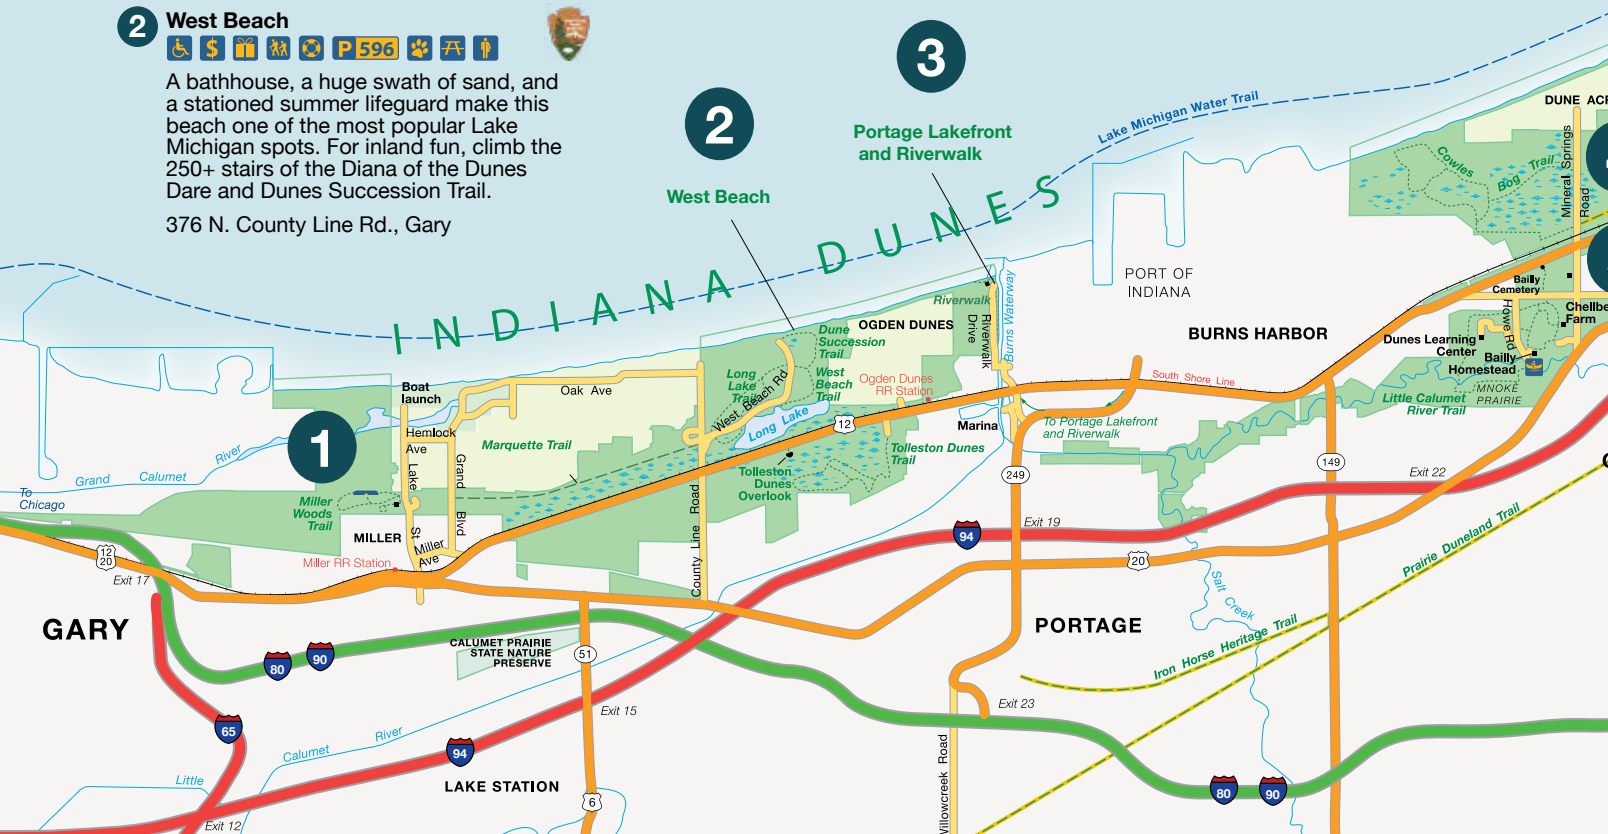 2 West Beach
$
P 596
A bathhouse, a huge swath of sand, and
a stationed summer lifeguard make this
beach one of the most popular Lake
Michigan spots. For inland fun, climb the
250+ stairs of the Diana of the Dunes
Dare and Dunes Succession Trail.
376 N. County Line Rd., Gary
3
2
Portage Lakefront
and Riverwalk
West Beach
Lake Michigan Water Trail
INDIANA DUNES
DUNE ACR
Cowles
Bog Trail
Mineral Springs
Road
PORT OF
INDIANA
BURNS HARBOR
Bailly
Cemetery
Chellbe
Farm
Howe Rd
Dunes Learning
Center
Bailly
Homestead
MNOKE
PRAIRIE
Little Calumet
River Trail
Riverwalk
Riverwalk
Drive
Burns Waterway
OGDEN DUNES
Dune
Succession
Trail
West
Beach
Trail
Long
Lake
Trail
West Beach Rd
Long Lake
Ogden Dunes
RR Station
South Shore Line
12
Marina
To Portage Lakefront
and Riverwalk
Tolleston Dunes
Trail
Tolleston
Dunes
Overlook
Boat
launch
Oak Ave
Hemlock
Ave
Marquette Trail
1
Grand Calumet River
To
Chicago
Miller
Woods
Trail
Lake
St
Grand
Blvd
MILLER
Miller
Ave
Miller RR Station
County Line Road
249
149
Exit 22
Exit 19
94
20
Prairie Duneland Trail
Salt Creek
12
20
Exit 17
GARY
80
90
CALUMET PRAIRIE
STATE NATURE
PRESERVE
51
PORTAGE
Iron Horse Heritage Trail
Exit 23
Exit 15
65
94
Little
Calumet River
LAKE STATION
6
Exit 12
Willowcreek Road
80
90